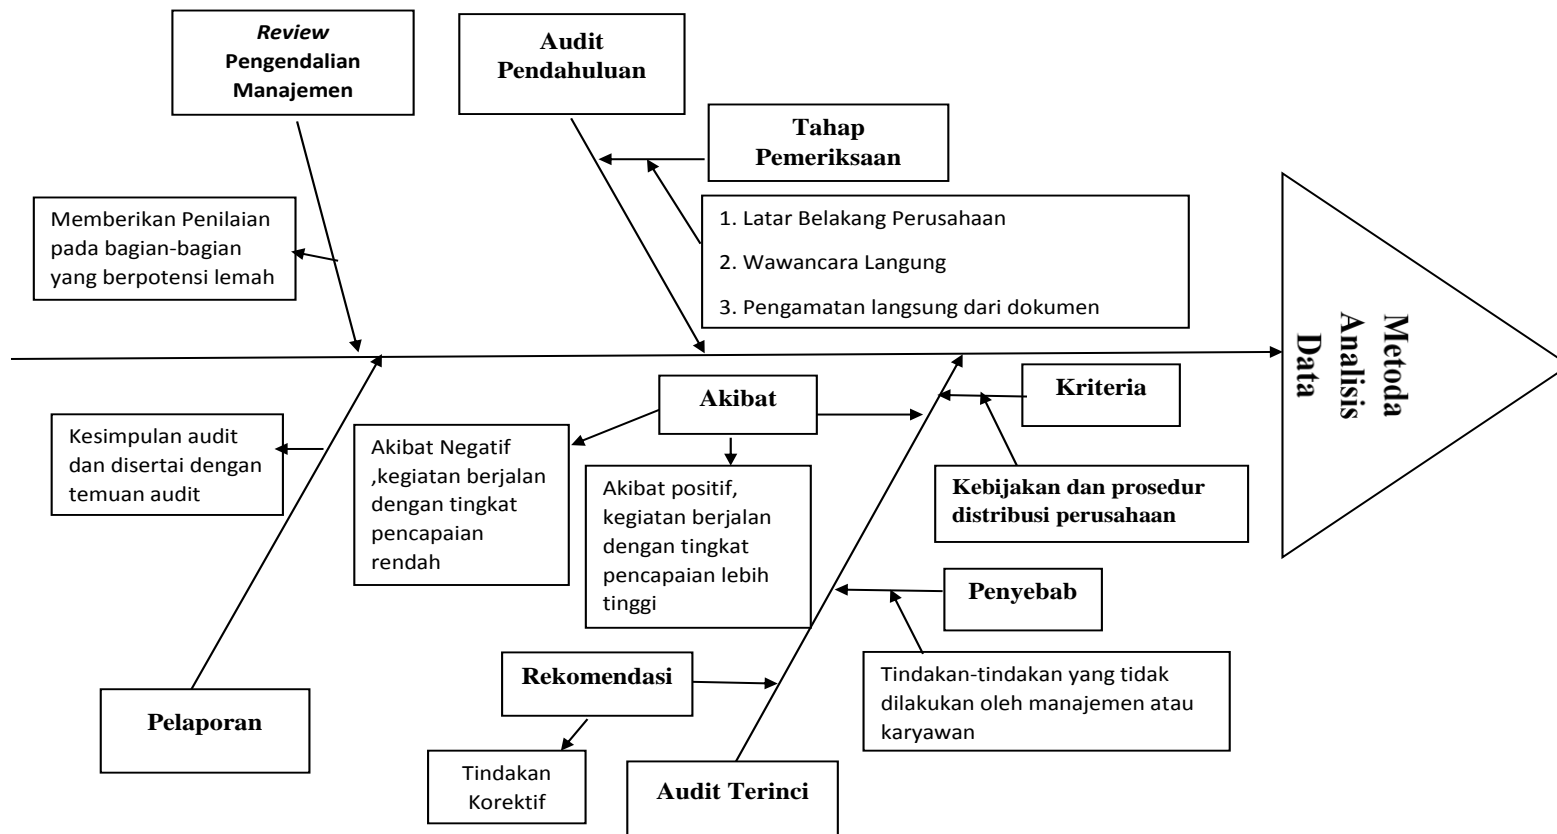 Review
Pengendalian
Manajemen
Audit
Pendahuluan
Tahap
Pemeriksaan
Memberikan Penilaian
pada bagian-bagian
yang berpotensi lemah
1. Latar Belakang Perusahaan
2. Wawancara Langung
3. Pengamatan langsung dari dokumen
Metoda
Analisis
Data
Akibat
Kriteria
Kesimpulan audit
dan disertai dengan
temuan audit
Akibat Negatif
,kegiatan berjalan
dengan tingkat
pencapaian
rendah
Akibat positif,
kegiatan berjalan
dengan tingkat
pencapaian lebih
tinggi
Kebijakan dan prosedur
distribusi perusahaan
Penyebab
Rekomendasi
Tindakan-tindakan yang tidak
dilakukan oleh manajemen atau
karyawan
Pelaporan
Tindakan
Korektif
Audit Terinci